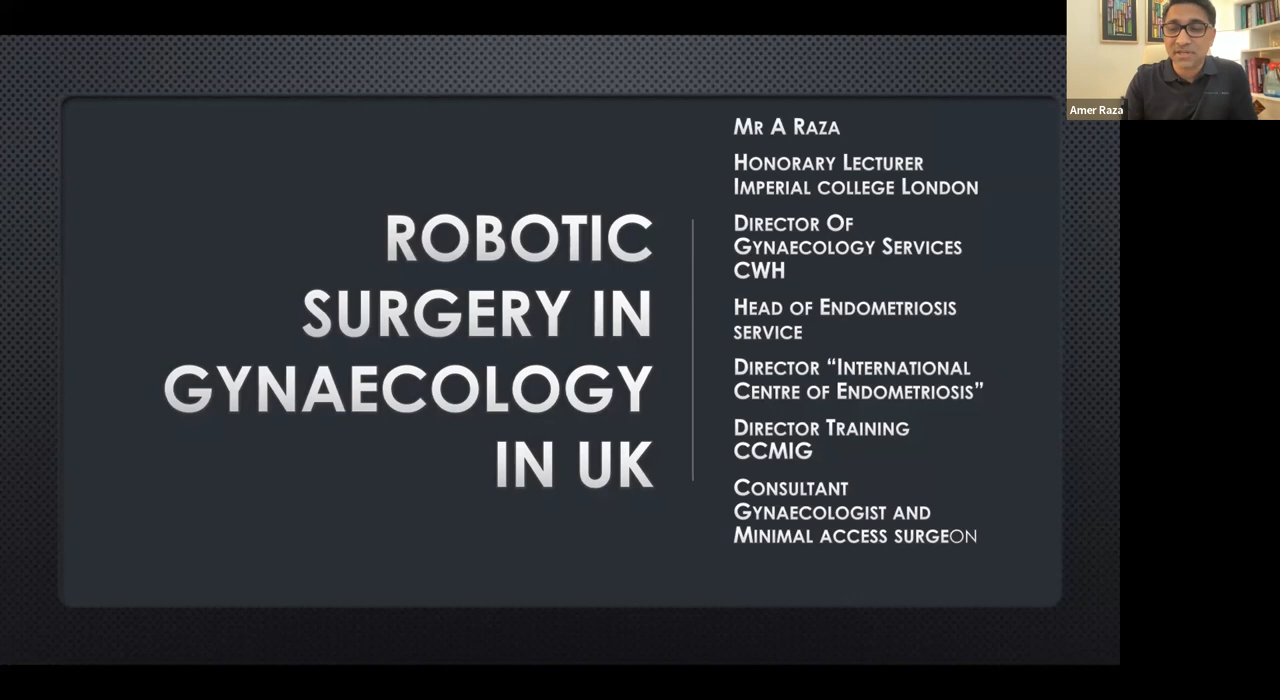 ROBOTIC
SURGERY IN
GYNAECOLOGY
IN UK
MR A RAZA
HONORARY LECTURER
IMPERIAL COLLEGE LONDON
DIRECTOR OF
GYNAECOLOGY SERVICES
CWH
HEAD OF ENDOMETRIOSIS
SERVICE
DIRECTOR “INTERNATIONAL
CENTRE OF ENDOMETRIOSIS”
DIRECTOR TRAINING
CCMIG
CONSULTANT
GYNAECOLOGIST AND
MINIMAL ACCESS SURGEON
Amer Raza